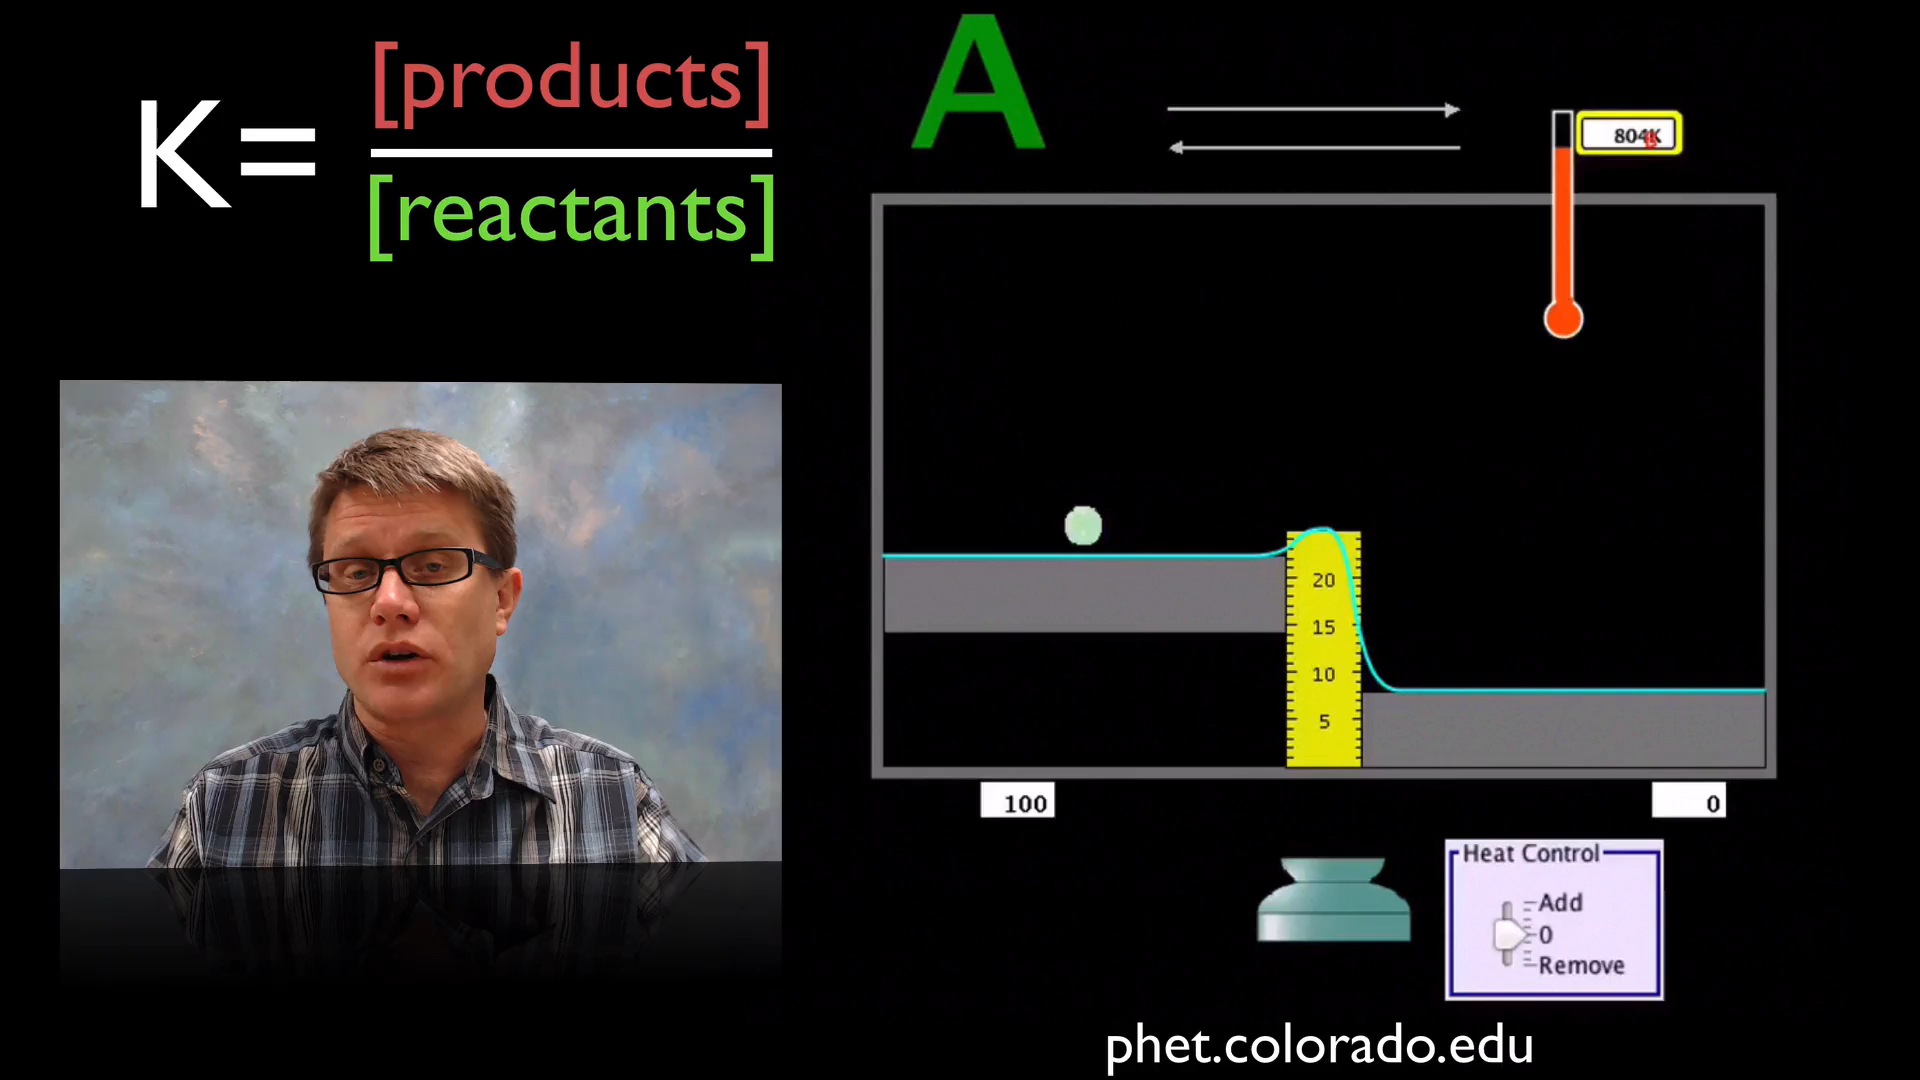 K=
[products]
[reactants]
A
804K
20
15
10
5
100
0
Heat Control
Add
0
Remove
phet.colorado.edu